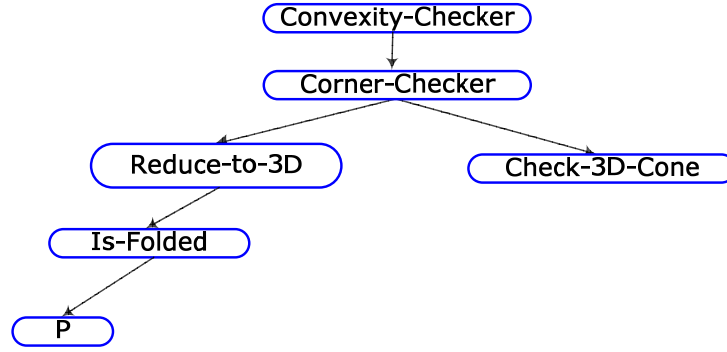 Convexity-Checker
Corner-Checker
Reduce-to-3D
Check-3D-Cone
Is-Folded
P